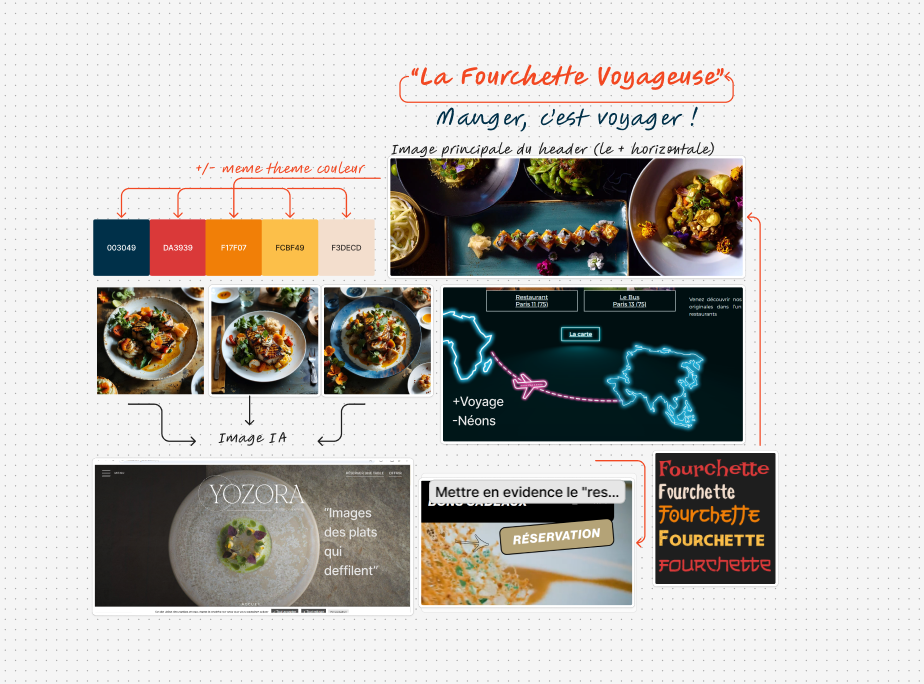 “La Fourchette Voyageuse”
Manger, c'est voyager !
Image principale du header (le + horizontale)
+/- meme theme couleur
003049
DA3939
F17F07
FCBF49
F3DECD
Restaurant
Paris 11 (75)
Le Bus
Paris 13 (75)
Venez découvrir nos
originales dans l'un
restaurants
La carte
+Voyage
-Néons
Image IA
MENU
YOZORA
“Images
des plats
qui
deffilent”
Mettre en evidence le "res...
BONS CADEAUX
RÉSERVATION
Fourchette
Fourchette
Fourchette
FOURCHETTE
FOURCHETTE